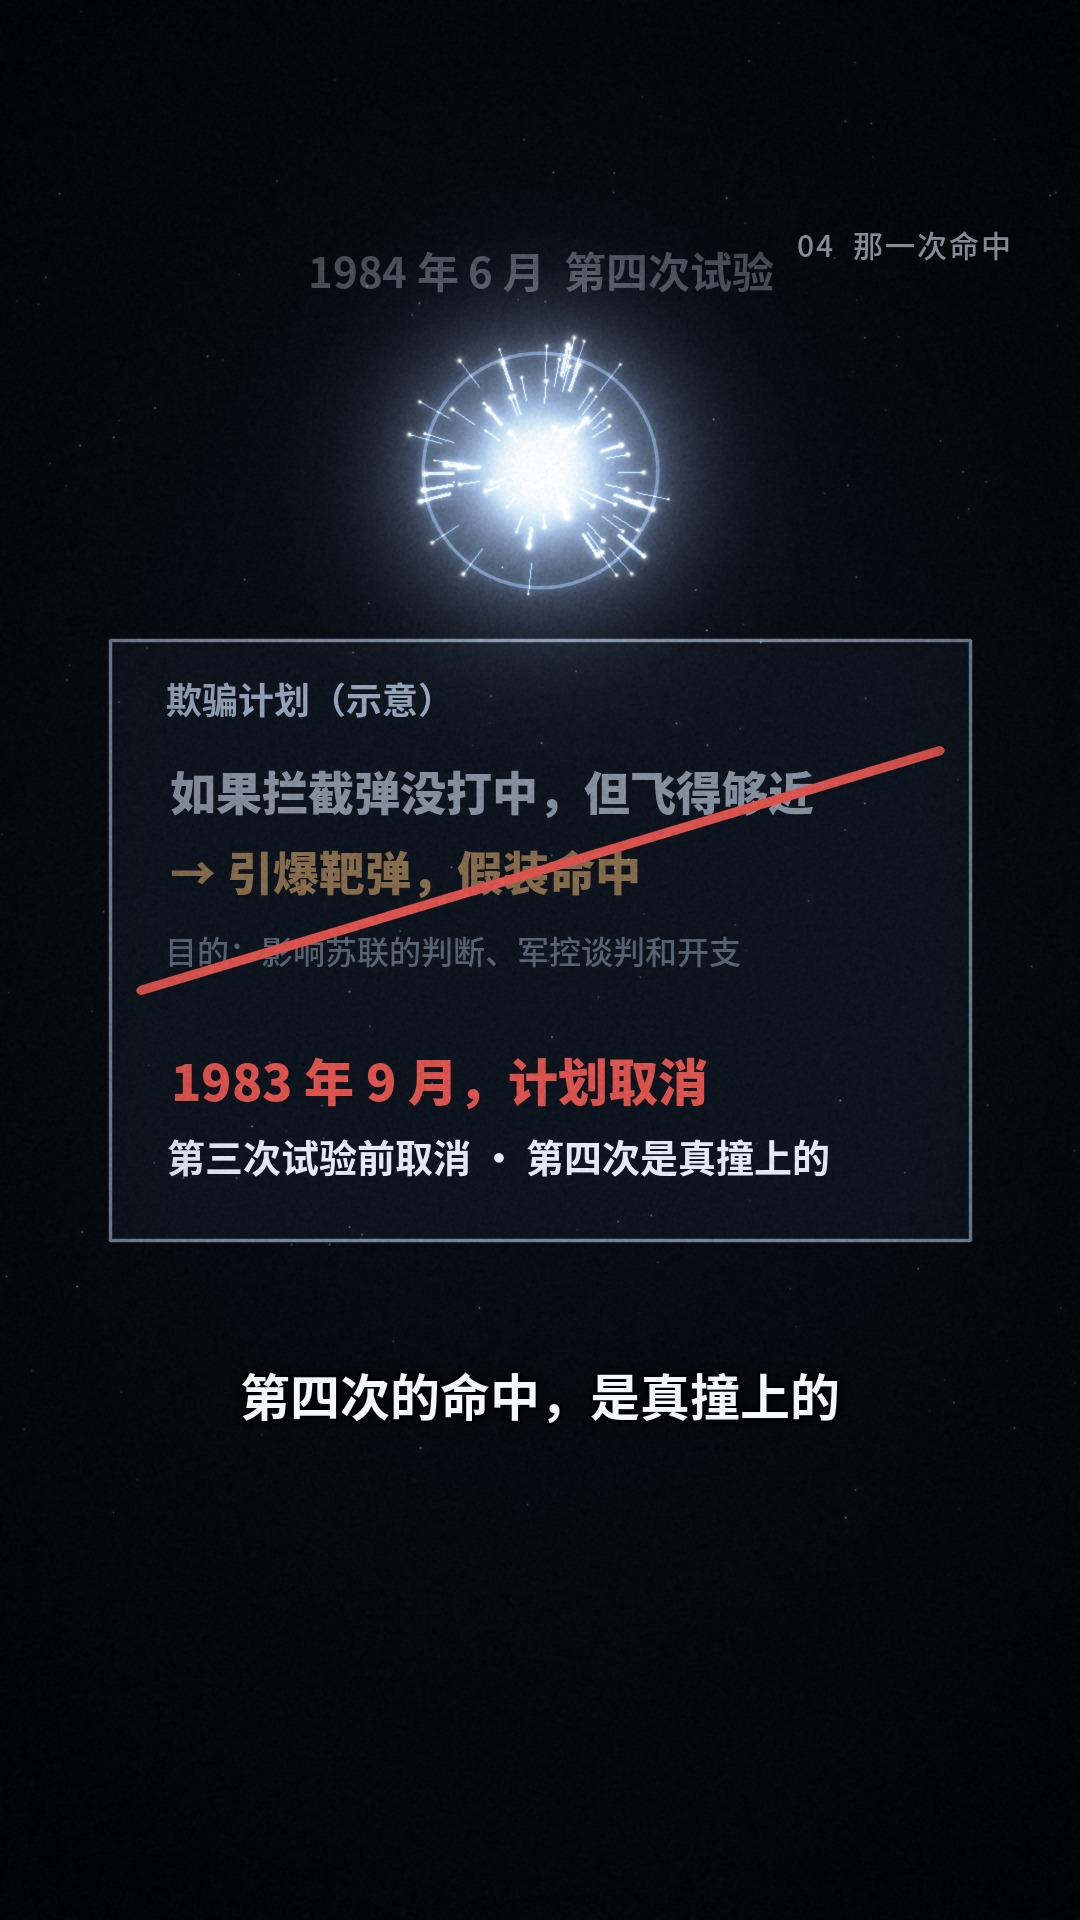 04 那一次命中
1984 年 6 月 第四次试验
欺骗计划（示意）
如果拦截弹没打中，但飞得够近
→ 引爆靶弹，假装命中
目的：影响苏联的判断、军控谈判和开支
1983 年 9 月，计划取消
第三次试验前取消 · 第四次是真撞上的
第四次的命中，是真撞上的